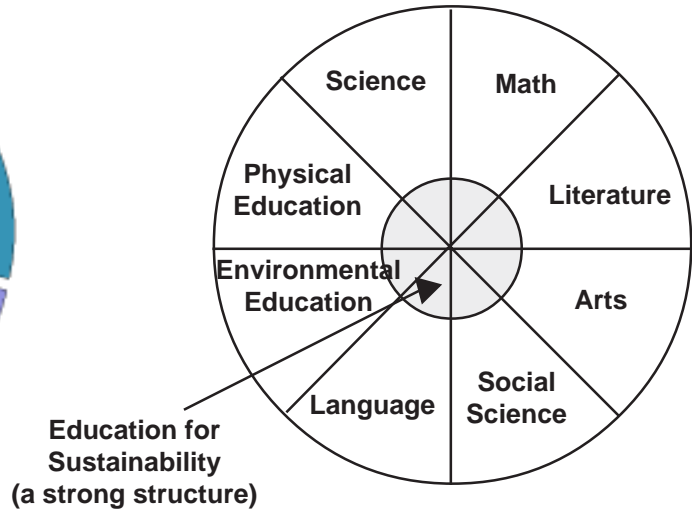 Science
Math
Physical
Education
Literature
Environmental
Education
Arts
Language
Social
Science
Education for
Sustainability
(a strong structure)